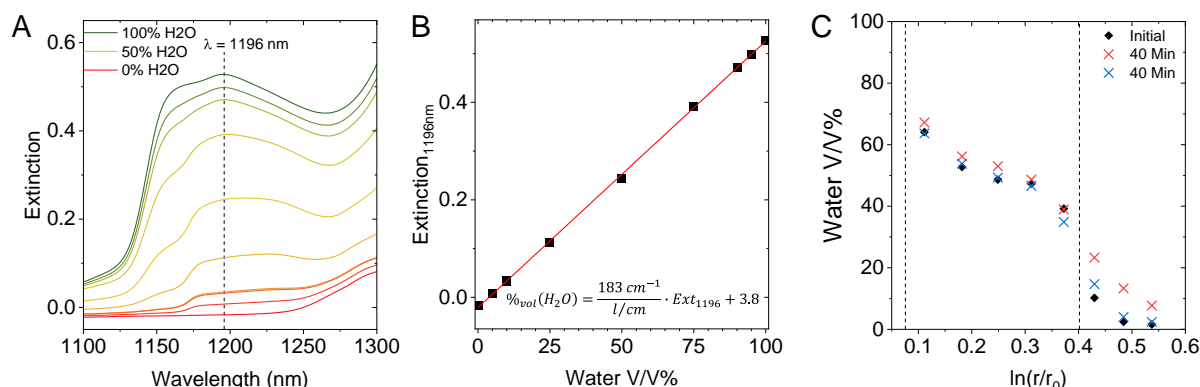 A
0.6
0.4
0.2
0.0
Extinction
100% H2O
50% H2O
0% H2O
λ = 1196 nm
1100
1150
1200
1250
1300
Wavelength (nm)
B
0.4
0.2
0.0
Extinction1196nm
%vol(H2O) = 183 cm−1 / l/cm · Ext1196 + 3.8
0
25
50
75
100
Water V/V%
C
100
80
60
40
20
0
Water V/V%
Initial
40 Min
40 Min
0.1
0.2
0.3
0.4
0.5
0.6
ln(r/r0)